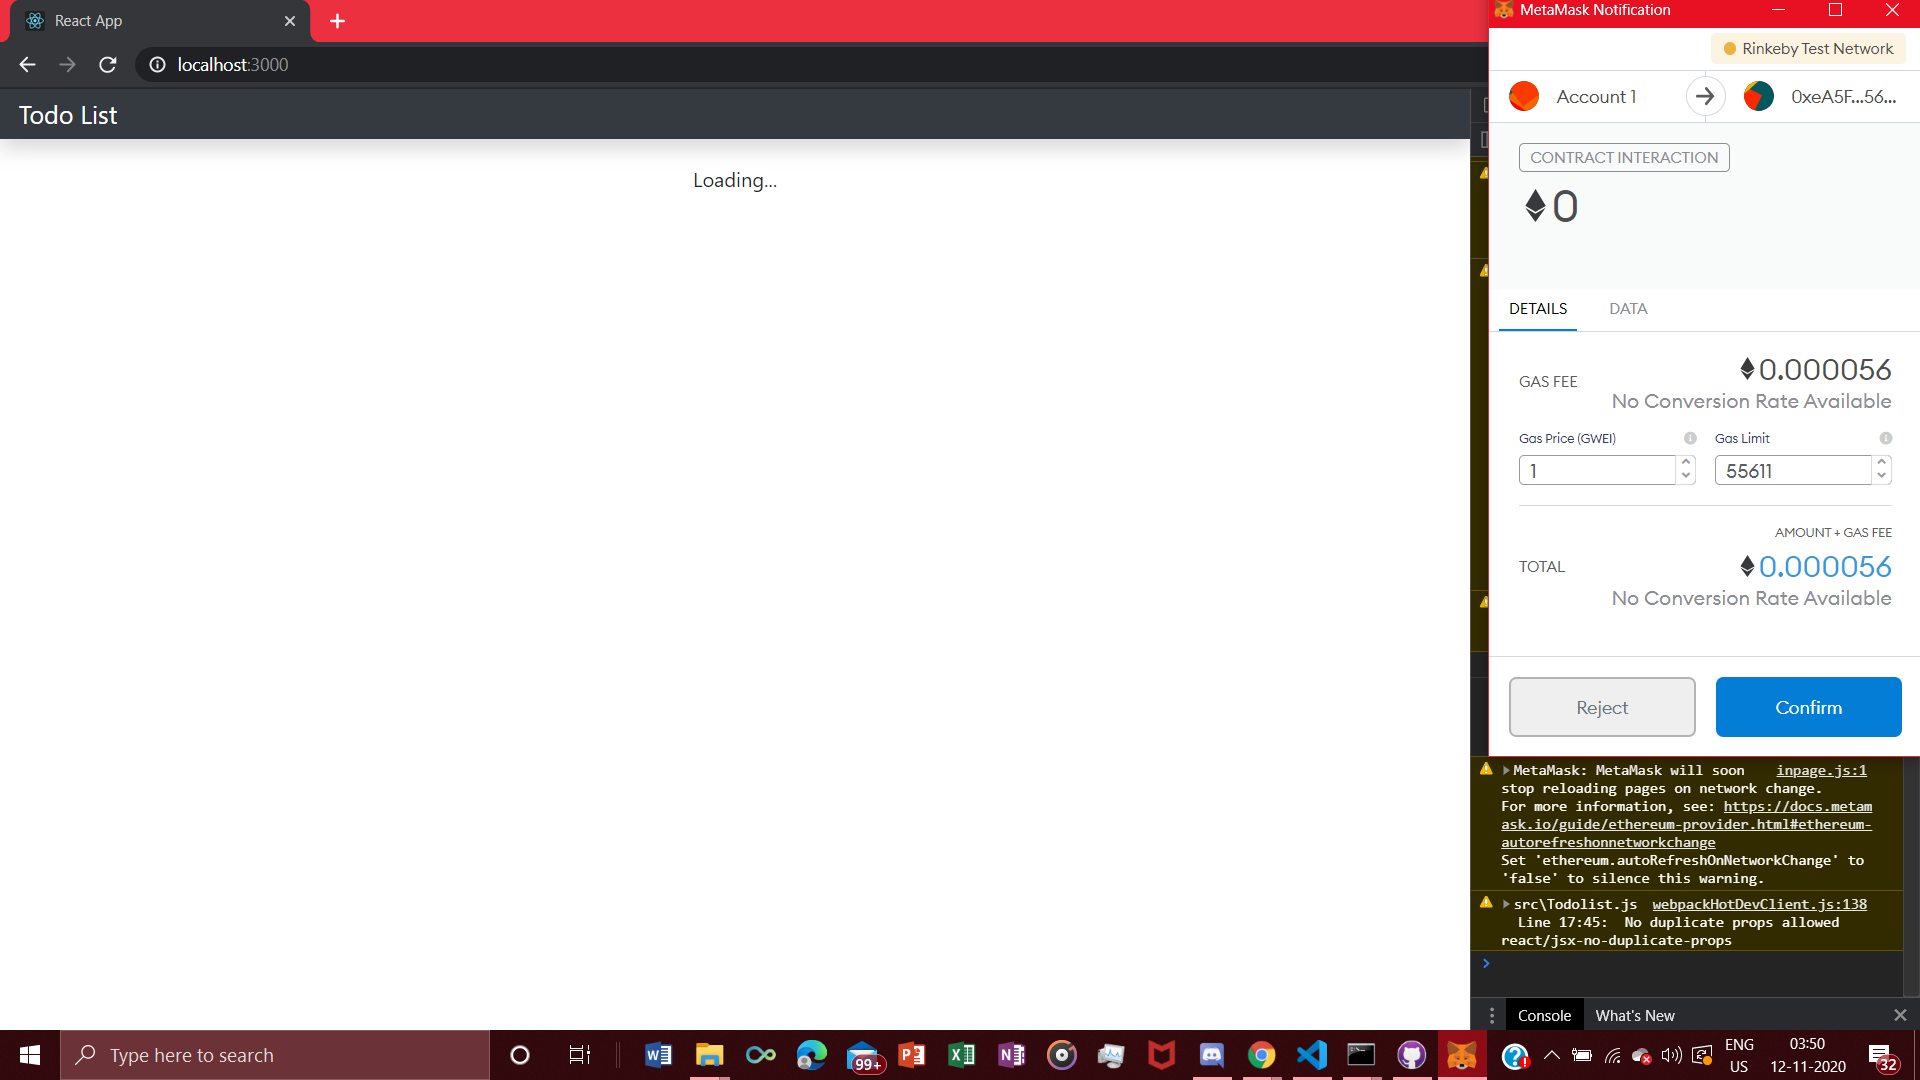 React App
MetaMask Notification
localhost:3000
Rinkeby Test Network
Todo List
Account 1
0xeA5F...56...
Loading...
CONTRACT INTERACTION
0
DETAILS
DATA
GAS FEE
0.000056
No Conversion Rate Available
Gas Price (GWEI)
Gas Limit
1
55611
AMOUNT + GAS FEE
TOTAL
0.000056
No Conversion Rate Available
Reject
Confirm
MetaMask: MetaMask will soon inpage.js:1
stop reloading pages on network change.
For more information, see: https://docs.metam
ask.io/guide/ethereum-provider.html#ethereum-
autorefreshonnetworkchange
Set 'ethereum.autoRefreshOnNetworkChange' to
'false' to silence this warning.
src\Todolist.js webpackHotDevClient.js:138
Line 17:45: No duplicate props allowed
react/jsx-no-duplicate-props
Console
What's New
Type here to search
99+
ENG
US
03:50
12-11-2020
32